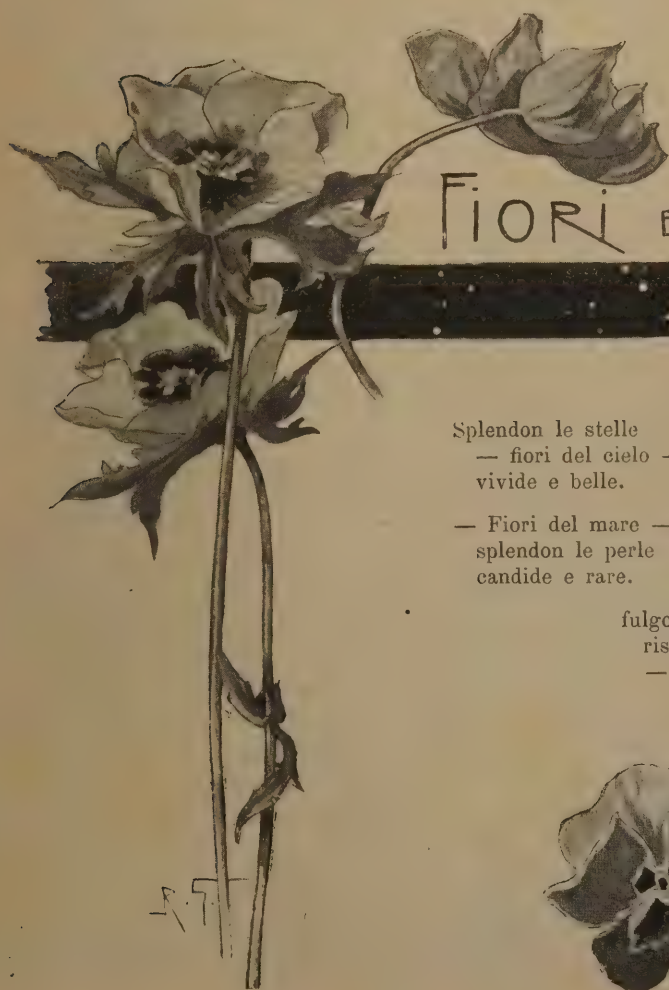 FIORI
Splendon le stelle
— fiori del cielo —
vivide e belle.
— Fiori del mare —
splendon le perle
candide e rare.
R. T.